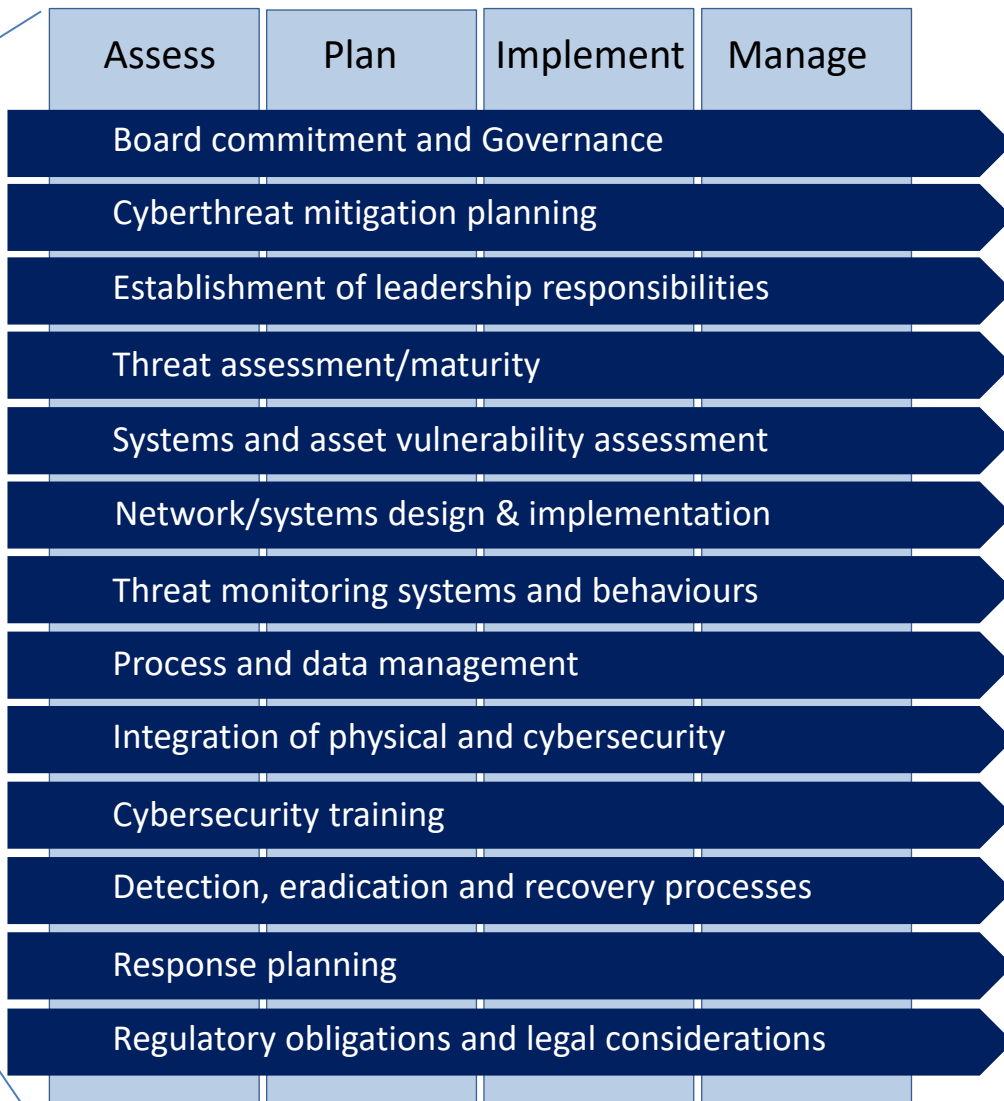 Assess Plan Implement Manage
Board commitment and Governance
Cyberthreat mitigation planning
Establishment of leadership responsibilities
Threat assessment/maturity
Systems and asset vulnerability assessment
Network/systems design & implementation
Threat monitoring systems and behaviours
Process and data management
Integration of physical and cybersecurity
Cybersecurity training
Detection, eradication and recovery processes
Response planning
Regulatory obligations and legal considerations